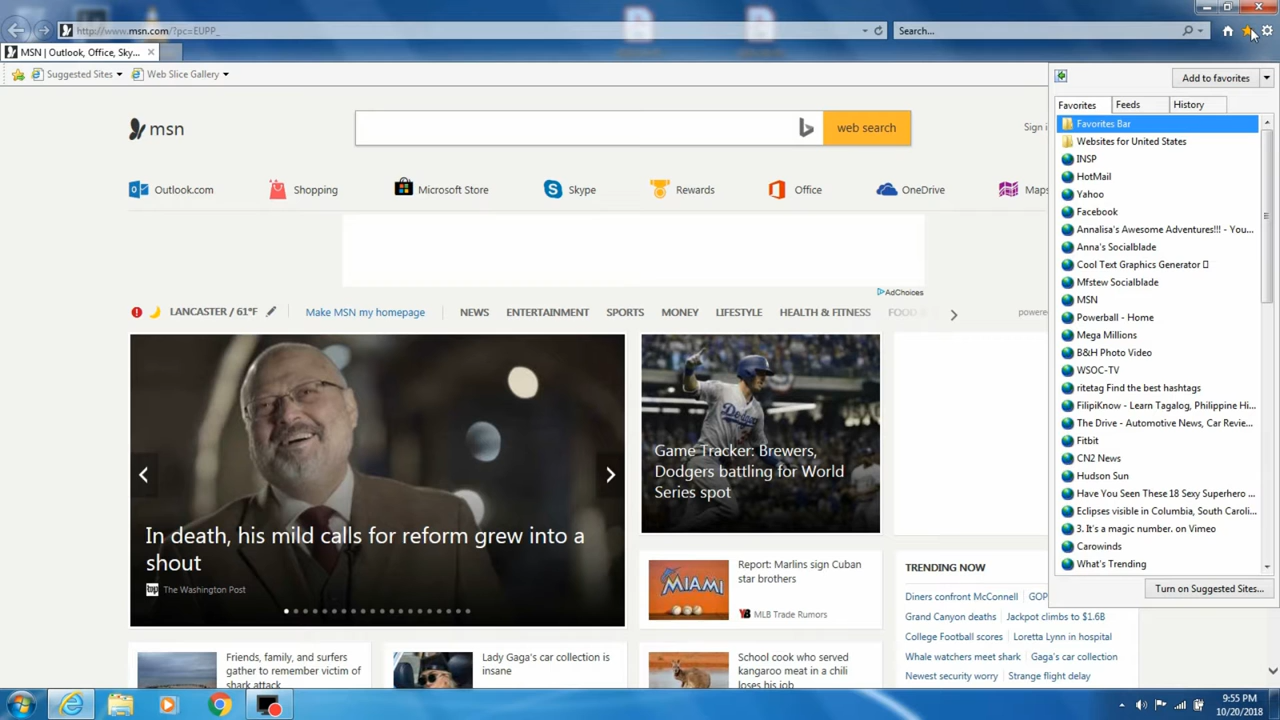 http://www.msn.com/?pc=EUPP_
Search...
MSN | Outlook, Office, Sky...
Suggested Sites
Web Slice Gallery
Add to favorites
Favorites
Feeds
History
Favorites Bar
Websites for United States
INSP
HotMail
Yahoo
Facebook
Annalisa's Awesome Adventures!!! - You...
Anna's Socialblade
Cool Text Graphics Generator
Mfstew Socialblade
MSN
Powerball - Home
Mega Millions
B&H Photo Video
WSOC-TV
ritetag Find the best hashtags
FilipiKnow - Learn Tagalog, Philippine Hi...
The Drive - Automotive News, Car Revie...
Fitbit
CN2 News
Hudson Sun
Have You Seen These 18 Sexy Superhero ...
Eclipses visible in Columbia, South Caroli...
3. It's a magic number. on Vimeo
Carowinds
What's Trending
Turn on Suggested Sites...
msn
b
web search
Sign i
Outlook.com
Shopping
Microsoft Store
Skype
Rewards
Office
OneDrive
Maps
AdChoices
LANCASTER / 61°F
Make MSN my homepage
NEWS
ENTERTAINMENT
SPORTS
MONEY
LIFESTYLE
HEALTH & FITNESS
FOOD
powere
In death, his mild calls for reform grew into a
shout
wp The Washington Post
Dodgers
Game Tracker: Brewers,
Dodgers battling for World
Series spot
MIAMI
Report: Marlins sign Cuban
star brothers
MLB Trade Rumors
TRENDING NOW
Diners confront McConnell
GOP
Grand Canyon deaths
Jackpot climbs to $1.6B
College Football scores
Loretta Lynn in hospital
Whale watchers meet shark
Gaga's car collection
Newest security worry
Strange flight delay
Friends, family, and surfers
gather to remember victim of
shark attack
Lady Gaga's car collection is
insane
School cook who served
kangaroo meat in a chili
loses his job
9:55 PM
10/20/2018